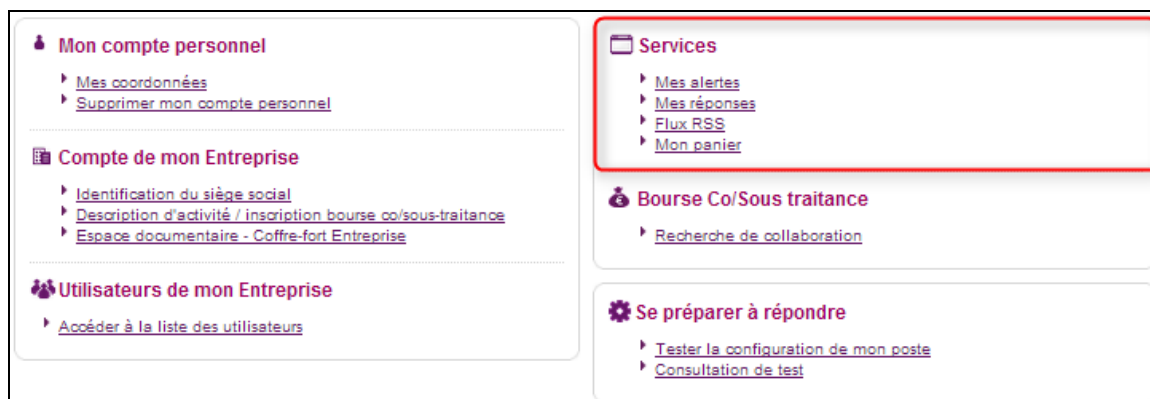 Mon compte personnel
Mes coordonnées
Supprimer mon compte personnel
Compte de mon Entreprise
Identification du siège social
Description d'activité / inscription bourse co/sous-traitance
Espace documentaire - Coffre-fort Entreprise
Utilisateurs de mon Entreprise
Accéder à la liste des utilisateurs
Services
Mes alertes
Mes réponses
Flux RSS
Mon panier
Bourse Co/Sous traitance
Recherche de collaboration
Se préparer à répondre
Tester la configuration de mon poste
Consultation de test